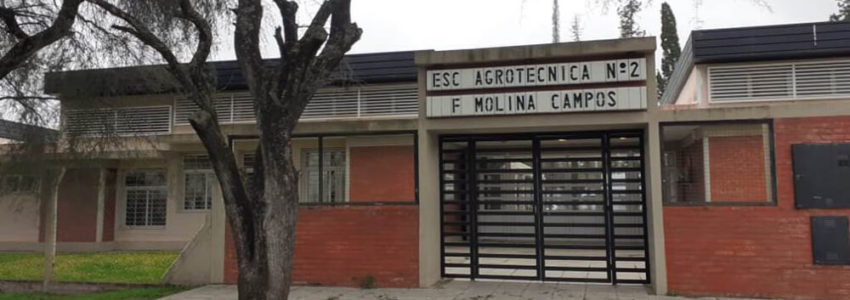 ESC AGROTECNICA Nº2
F MOLINA CAMPOS